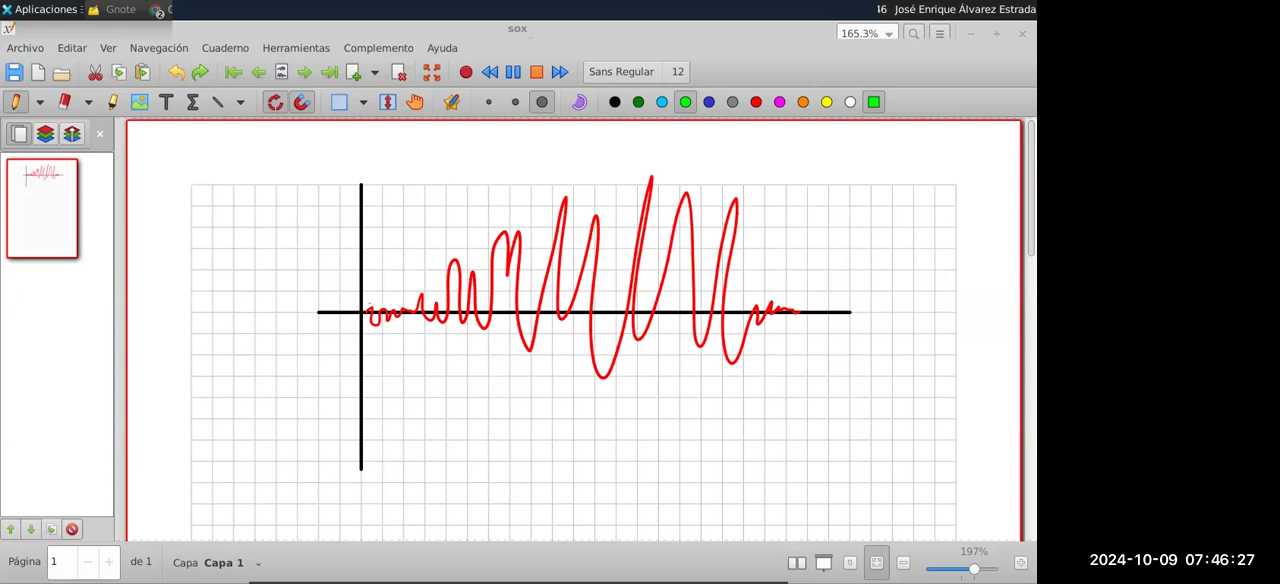 Aplicaciones
Gnote
2
46 José Enrique Álvarez Estrada
sox
165.3%
Archivo Editar Ver Navegación Cuaderno Herramientas Complemento Ayuda
Sans Regular 12
Página 1 de 1 Capa Capa 1
197%
2024-10-09 07:46:27